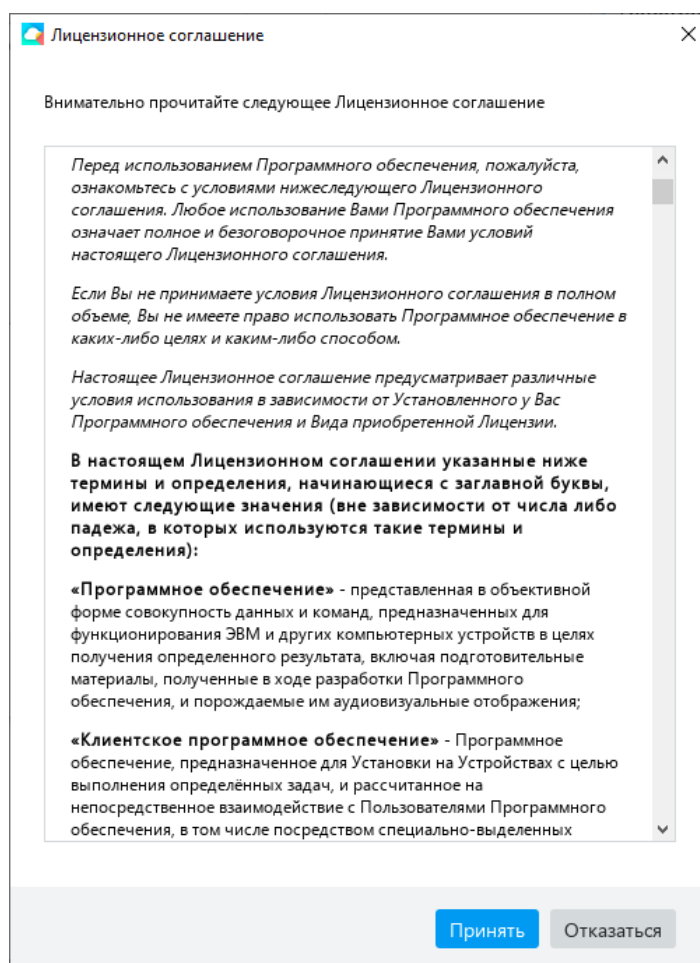 Лицензионное соглашение
Внимательно прочитайте следующее Лицензионное соглашение
Перед использованием Программного обеспечения, пожалуйста,
ознакомьтесь с условиями нижеследующего Лицензионного
соглашения. Любое использование Вами Программного обеспечения
означает полное и безоговорочное принятие Вами условий
настоящего Лицензионного соглашения.
Если Вы не принимаете условия Лицензионного соглашения в полном
объеме, Вы не имеете право использовать Программное обеспечение в
каких-либо целях и каким-либо способом.
Настоящее Лицензионное соглашение предусматривает различные
условия использования в зависимости от Установленного у Вас
Программного обеспечения и Вида приобретенной Лицензии.
В настоящем Лицензионном соглашении указанные ниже
термины и определения, начинающиеся с заглавной буквы,
имеют следующие значения (вне зависимости от числа либо
падежа, в которых используются такие термины и
определения):
«Программное обеспечение» - представленная в объективной
форме совокупность данных и команд, предназначенных для
функционирования ЭВМ и других компьютерных устройств в целях
получения определенного результата, включая подготовительные
материалы, полученные в ходе разработки Программного
обеспечения, и порождаемые им аудиовизуальные отображения;
«Клиентское программное обеспечение» - Программное
обеспечение, предназначенное для Установки на Устройствах с целью
выполнения определённых задач, и рассчитанное на
непосредственное взаимодействие с Пользователями Программного
обеспечения, в том числе посредством специально-выделенных
Принять
Отказаться